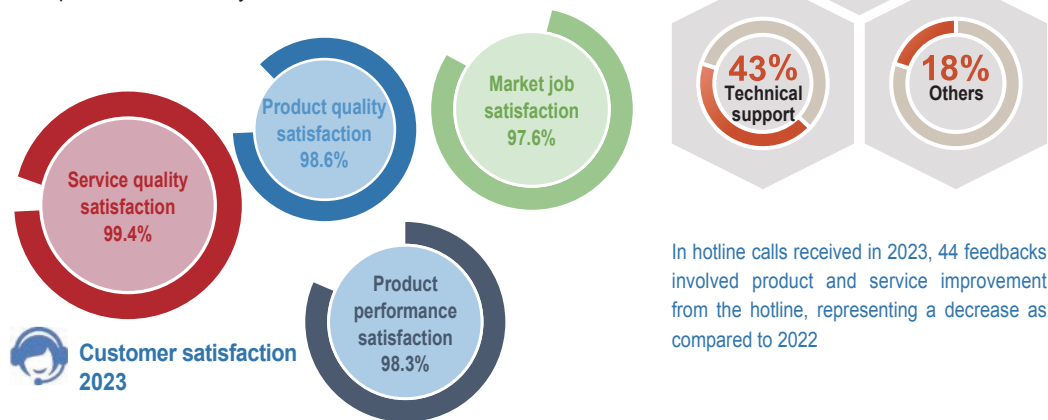 Product quality
satisfaction
98.6%
Market job
satisfaction
97.6%
Service quality
satisfaction
99.4%
Product
performance
satisfaction
98.3%
Customer satisfaction
2023
43%
Technical
support
18%
Others
In hotline calls received in 2023, 44 feedbacks
involved product and service improvement
from the hotline, representing a decrease as
compared to 2022